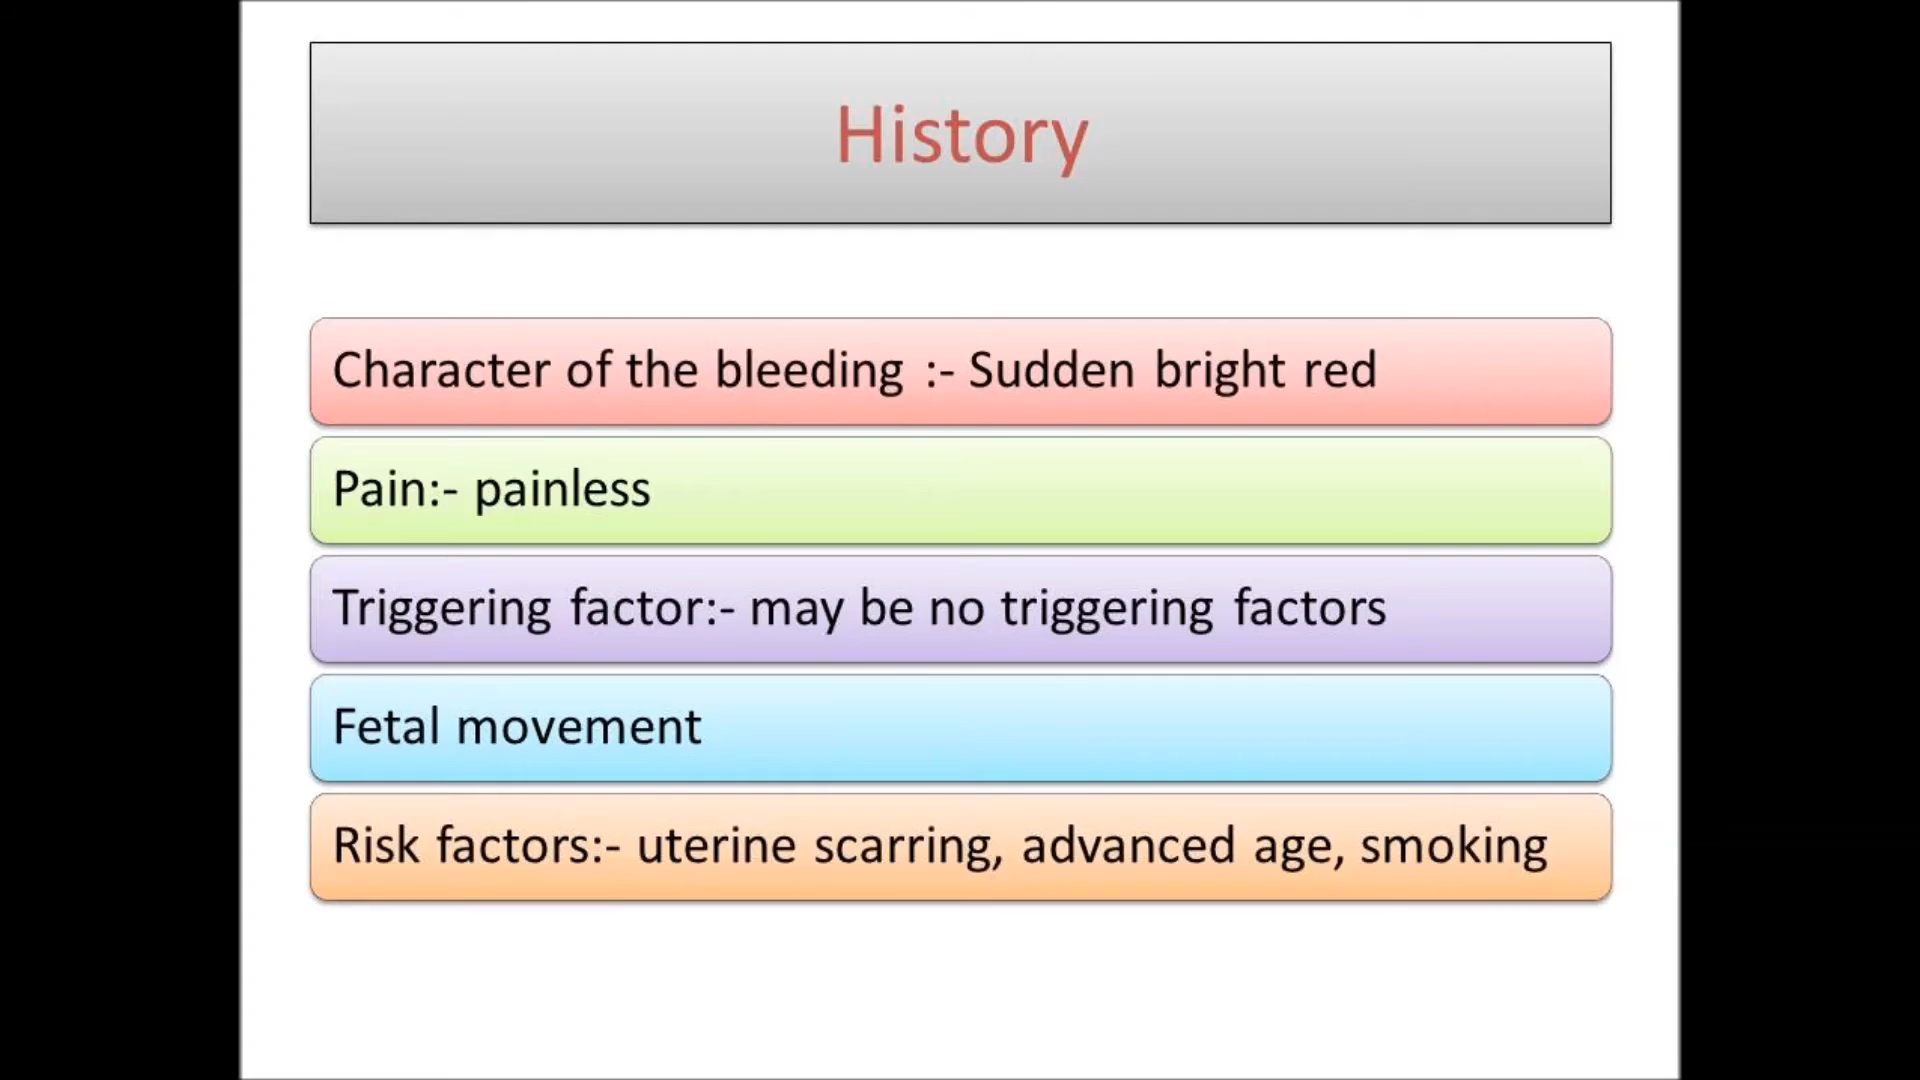 History
Character of the bleeding :- Sudden bright red
Pain:- painless
Triggering factor:- may be no triggering factors
Fetal movement
Risk factors:- uterine scarring, advanced age, smoking